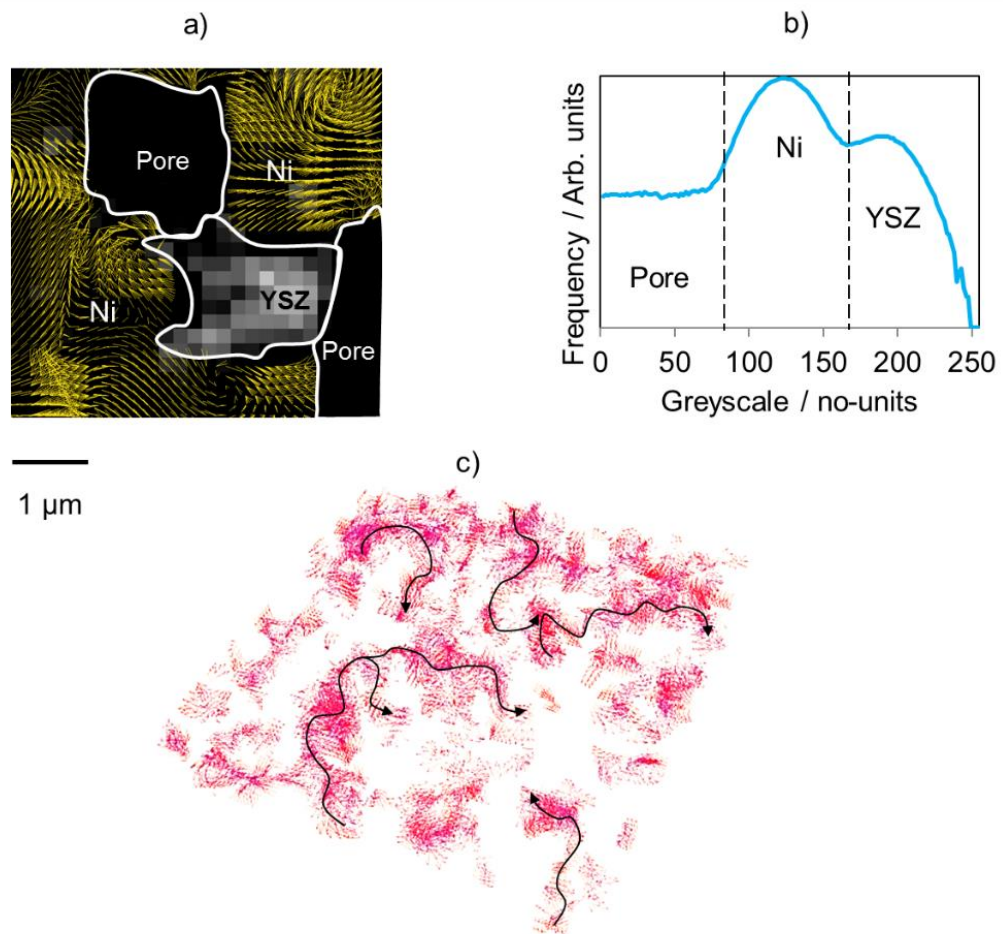 a)
b)
Pore
Ni
Ni
YSZ
Pore
Frequency / Arb. units
Ni
YSZ
Pore
0 50 100 150 200 250
Greyscale / no-units
1 µm
c)